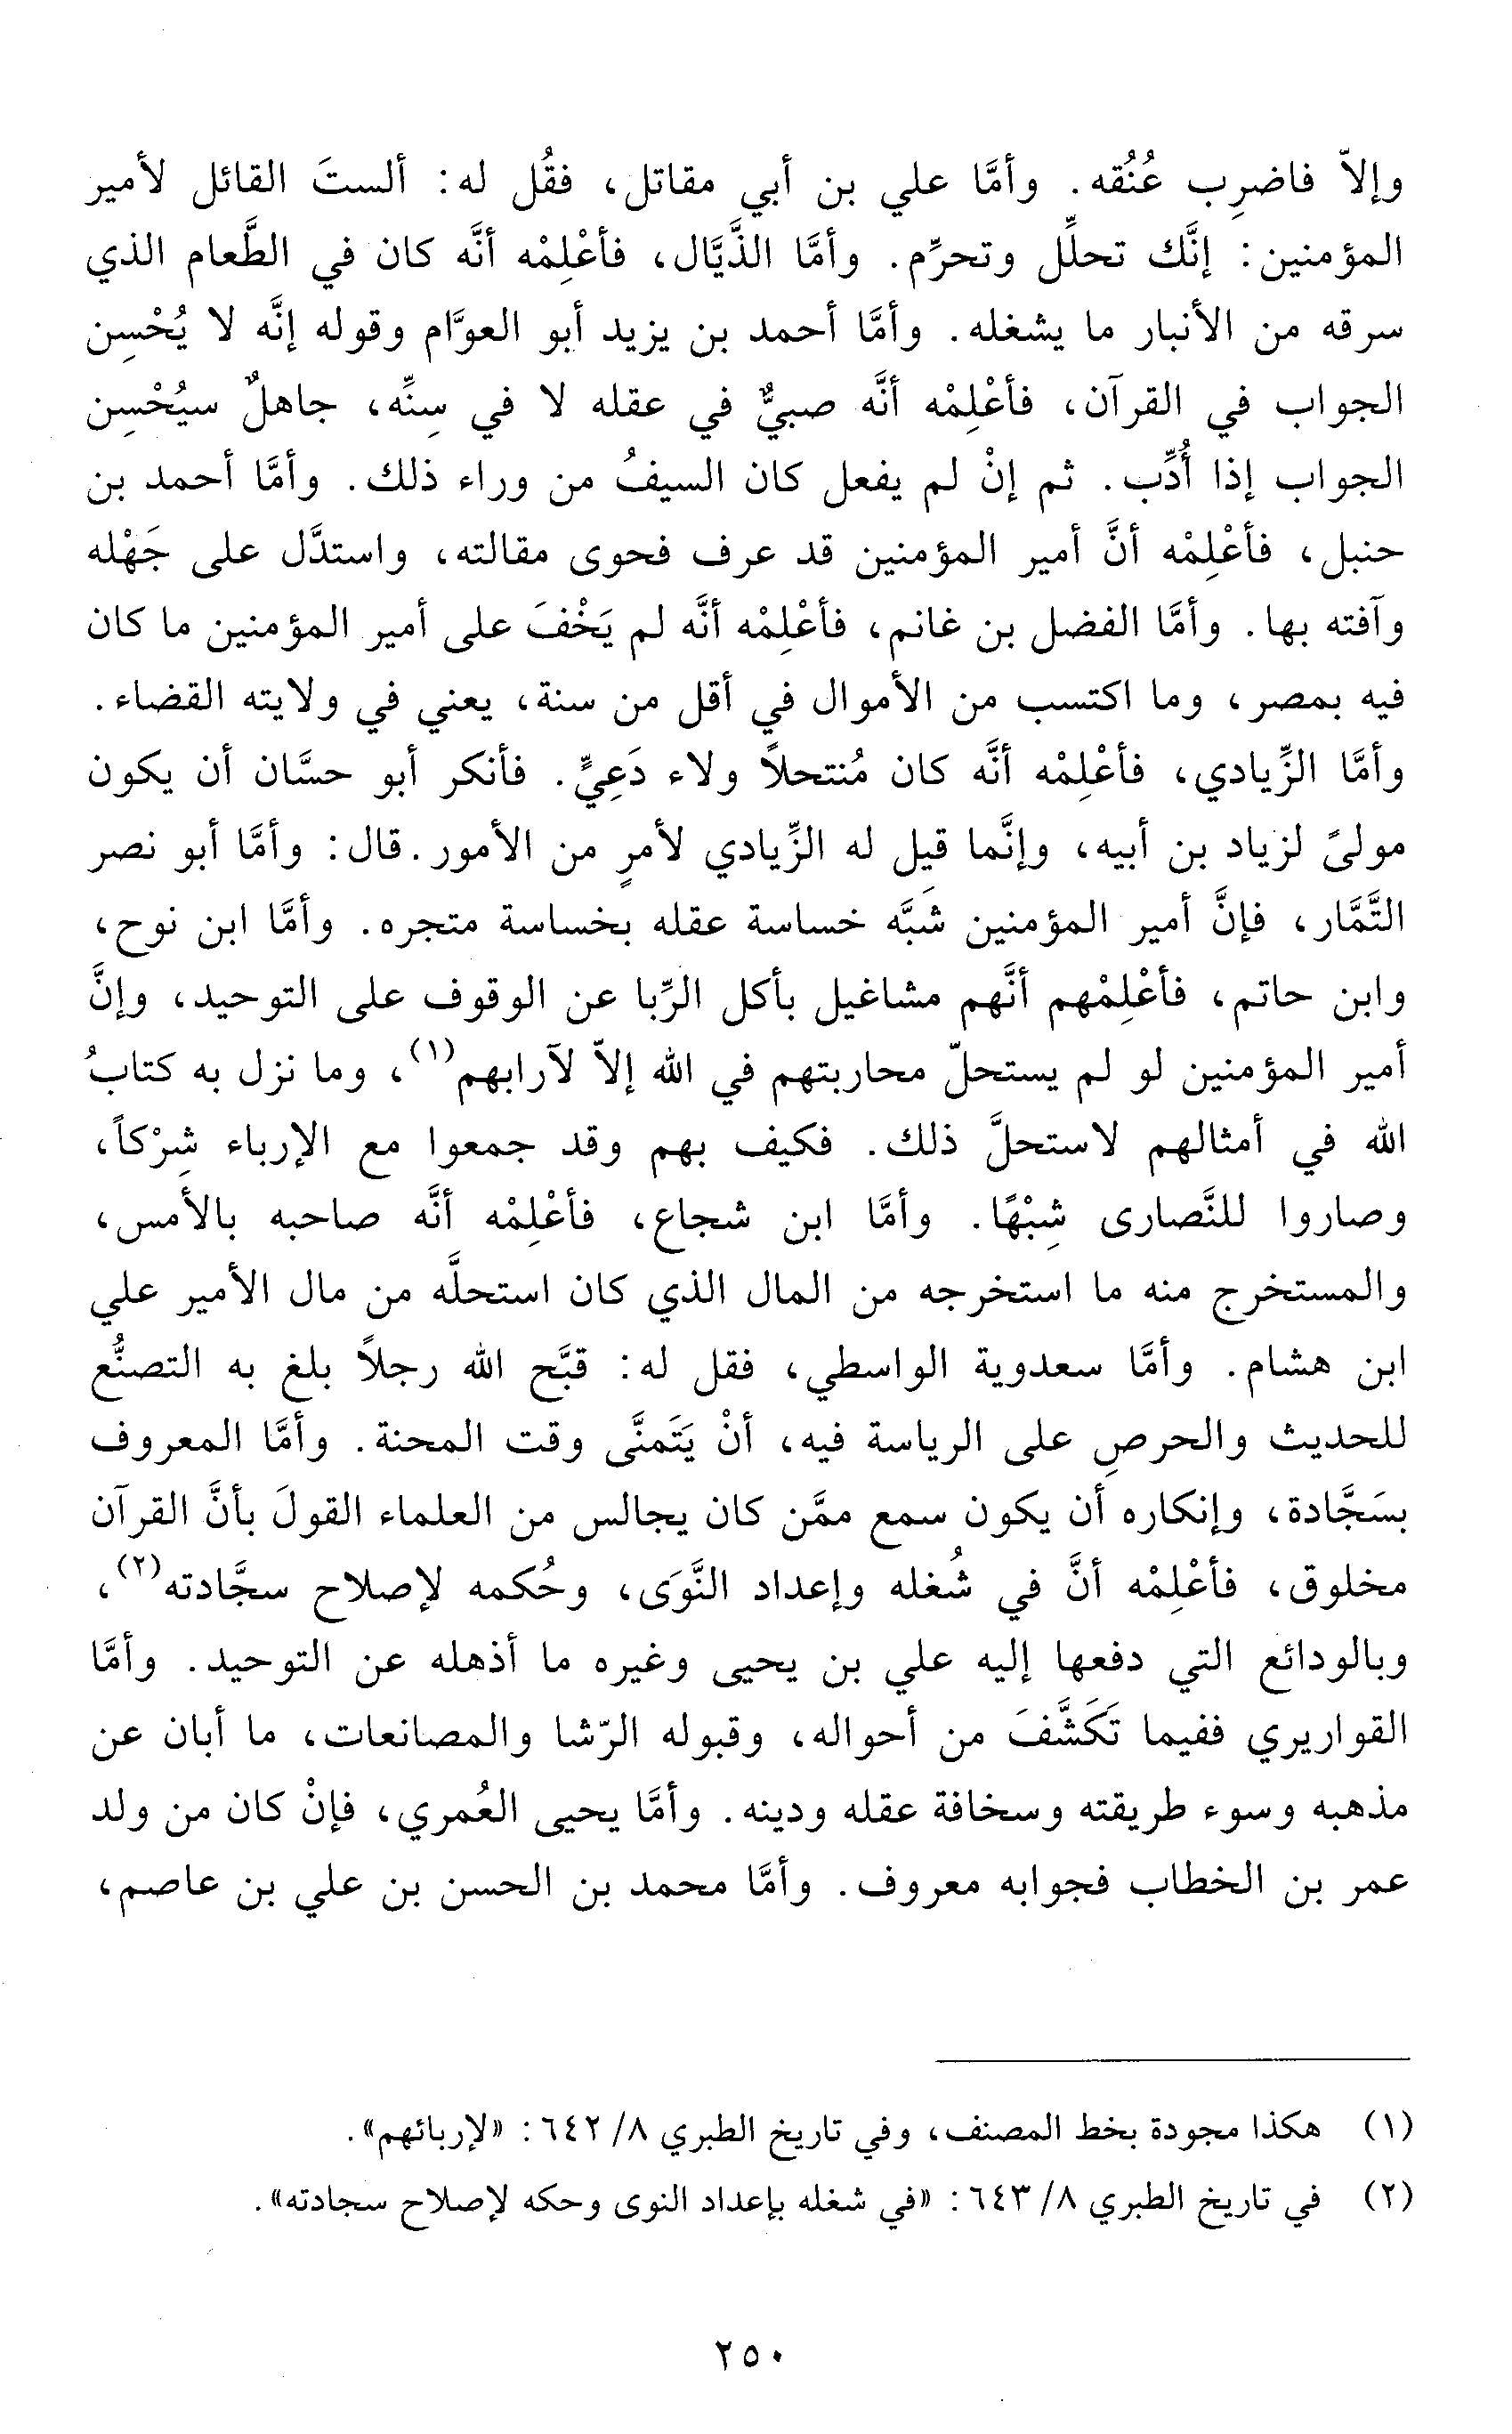 وإلاّ فاضرِب عُنُقه. وأمَّا علي بن أبي مقاتل، فقُل له: ألستَ القائل لأمير
المؤمنين: إنَّك تحلِّل وتحرِّم. وأمَّا الذَّيَّال، فأعْلِمْه أنَّه كان في الطَّعام الذي
سرقه من الأنبار ما يشغله. وأمَّا أحمد بن يزيد أبو العوَّام وقوله إنَّه لا يُحْسِن
الجواب في القرآن، فأعْلِمْه أنَّه صبيٌّ في عقله لا في سِنِّه، جاهلٌ سيُحْسِن
الجواب إذا أُدِّب. ثم إنْ لم يفعل كان السيفُ من وراء ذلك. وأمَّا أحمد بن
حنبل، فأعْلِمْه أنَّ أمير المؤمنين قد عرف فحوى مقالته، واستدَّل على جَهْله
وآفته بها. وأمَّا الفضل بن غانم، فأعْلِمْه أنَّه لم يَخْفَ على أمير المؤمنين ما كان
فيه بمصر، وما اكتسب من الأموال في أقل من سنة، يعني في ولايته القضاء.
وأمَّا الزِّيادي، فأعْلِمْه أنَّه كان مُنتحلاً ولاء دَعِيٍّ. فأنكر أبو حسَّان أن يكون
مولىً لزياد بن أبيه، وإنَّما قيل له الزِّيادي لأمرٍ من الأمور. قال: وأمَّا أبو نصر
التَّمَّار، فإنَّ أمير المؤمنين شَبَّه خساسة عقله بخساسة متجره. وأمَّا ابن نوح،
وابن حاتم، فأعْلِمْهم أنَّهم مشاغيل بأكل الرِّبا عن الوقوف على التوحيد، وإنَّ
أمير المؤمنين لو لم يستحلّ محاربتهم في الله إلاّ لآرابهم(١)، وما نزل به كتابُ
الله في أمثالهم لاستحلَّ ذلك. فكيف بهم وقد جمعوا مع الإرباء شِرْكاً،
وصاروا للنَّصارى شِبْهًا. وأمَّا ابن شجاع، فأعْلِمْه أنَّه صاحبه بالأمس،
والمستخرج منه ما استخرجه من المال الذي كان استحلَّه من مال الأمير علي
ابن هشام. وأمَّا سعدوية الواسطي، فقل له: قبَّح الله رجلاً بلغ به التصنُّع
للحديث والحرصِ على الرياسة فيه، أنْ يَتَمنَّى وقت المحنة. وأمَّا المعروف
بسَجَّادة، وإنكاره أن يكون سمع ممَّن كان يجالس من العلماء القولَ بأنَّ القرآن
مخلوق، فأعْلِمْه أنَّ في شُغله وإعداد النَّوَى، وحُكمه لإصلاح سجَّادته(٢)،
وبالودائع التي دفعها إليه علي بن يحيى وغيره ما أذهله عن التوحيد. وأمَّا
القواريري ففيما تَكَشَّفَ من أحواله، وقبوله الرّشا والمصانعات، ما أبان عن
مذهبه وسوء طريقته وسخافة عقله ودينه. وأمَّا يحيى العُمري، فإنْ كان من ولد
عمر بن الخطاب فجوابه معروف. وأمَّا محمد بن الحسن بن علي بن عاصم،
(١) هكذا مجودة بخط المصنف، وفي تاريخ الطبري ٨/ ٦٤٢: «لإربائهم».
(٢) في تاريخ الطبري ٨/ ٦٤٣: «في شغله بإعداد النوى وحكه لإصلاح سجادته».
٢٥٠